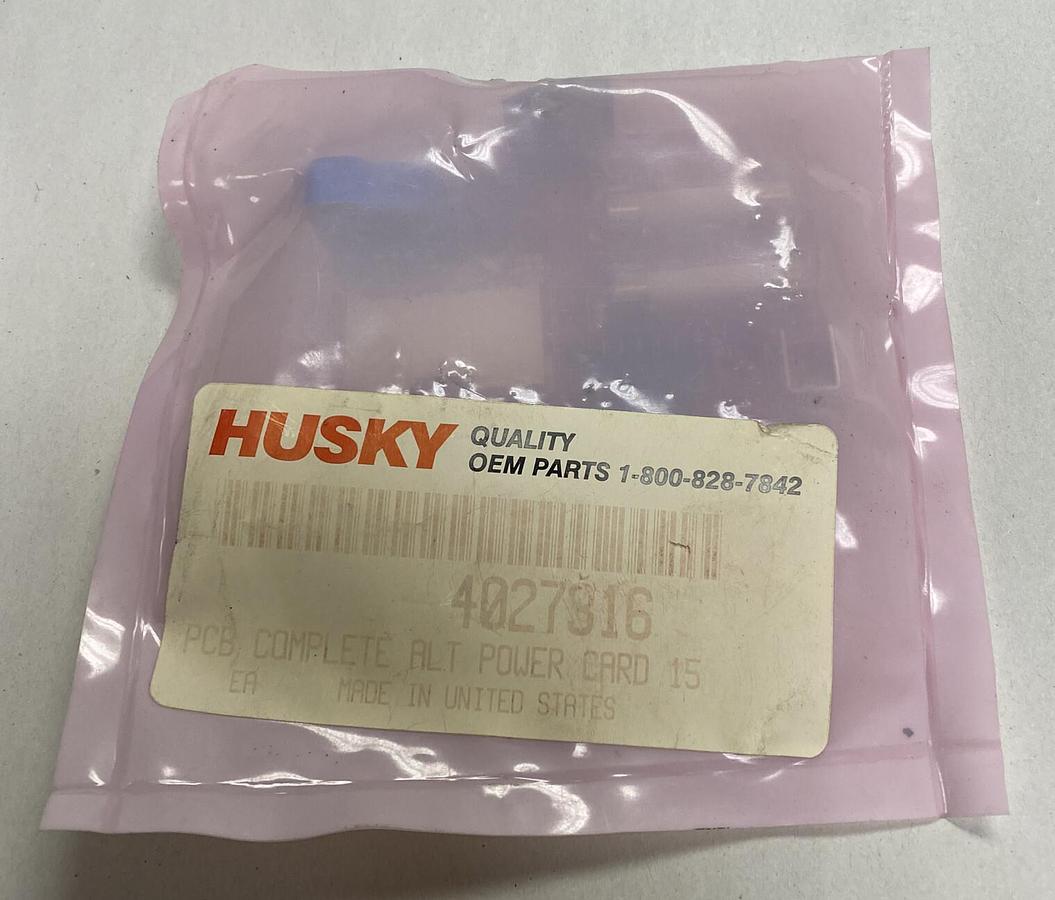 HUSKY QUALITY
OEM PARTS 1-800-828-7842
4027916
PCB COMPLETE ALT POWER CARD 15
EA MADE IN UNITED STATES